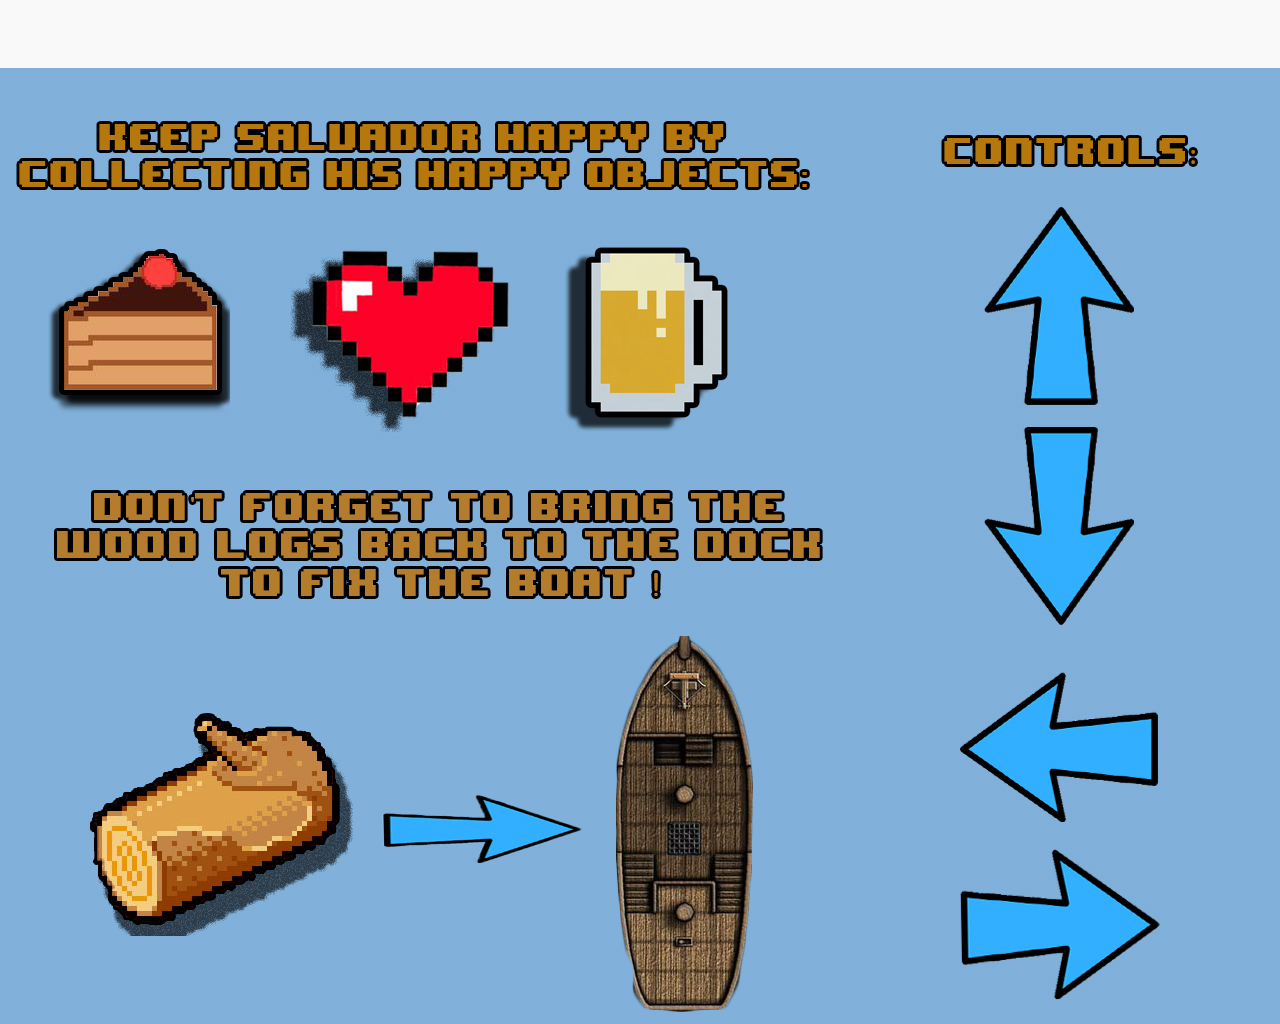 KEEP SALVADOR HAPPY BY
COLLECTING HIS HAPPY OBJECTS:
CONTROLS:
DON'T FORGET TO BRING THE
WOOD LOGS BACK TO THE DOCK
TO FIX THE BOAT !